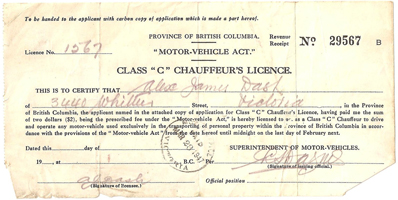 To be handed to the applicant with carbon copy of application which is made a part hereof.
PROVINCE OF BRITISH COLUMBIA.
Revenue Receipt No 29567 B
Licence No. 1567
"MOTOR-VEHICLE ACT."
CLASS "C" CHAUFFEUR'S LICENCE.
THIS IS TO CERTIFY THAT Alex James Dash
of 3440 Whittier Street, Victoria, in the Province
of British Columbia, the applicant named in the attached copy of application for Class "C" Chauffeur's Licence, having paid me the sum
of two dollars ($2), being the prescribed fee under the "Motor-vehicle Act," is hereby licensed as a Class "C" Chauffeur to drive
and operate any motor-vehicle used exclusively in the transporting of personal property within the Province of British Columbia in accordance
with the provisions of the "Motor-vehicle Act" from the date hereof until midnight on the last day of February next.
Dated this day of
SUPERINTENDENT OF MOTOR-VEHICLES.
19 , at B.C. Per
(Signature of licensee.)
(Signature of issuing official.)
Official position